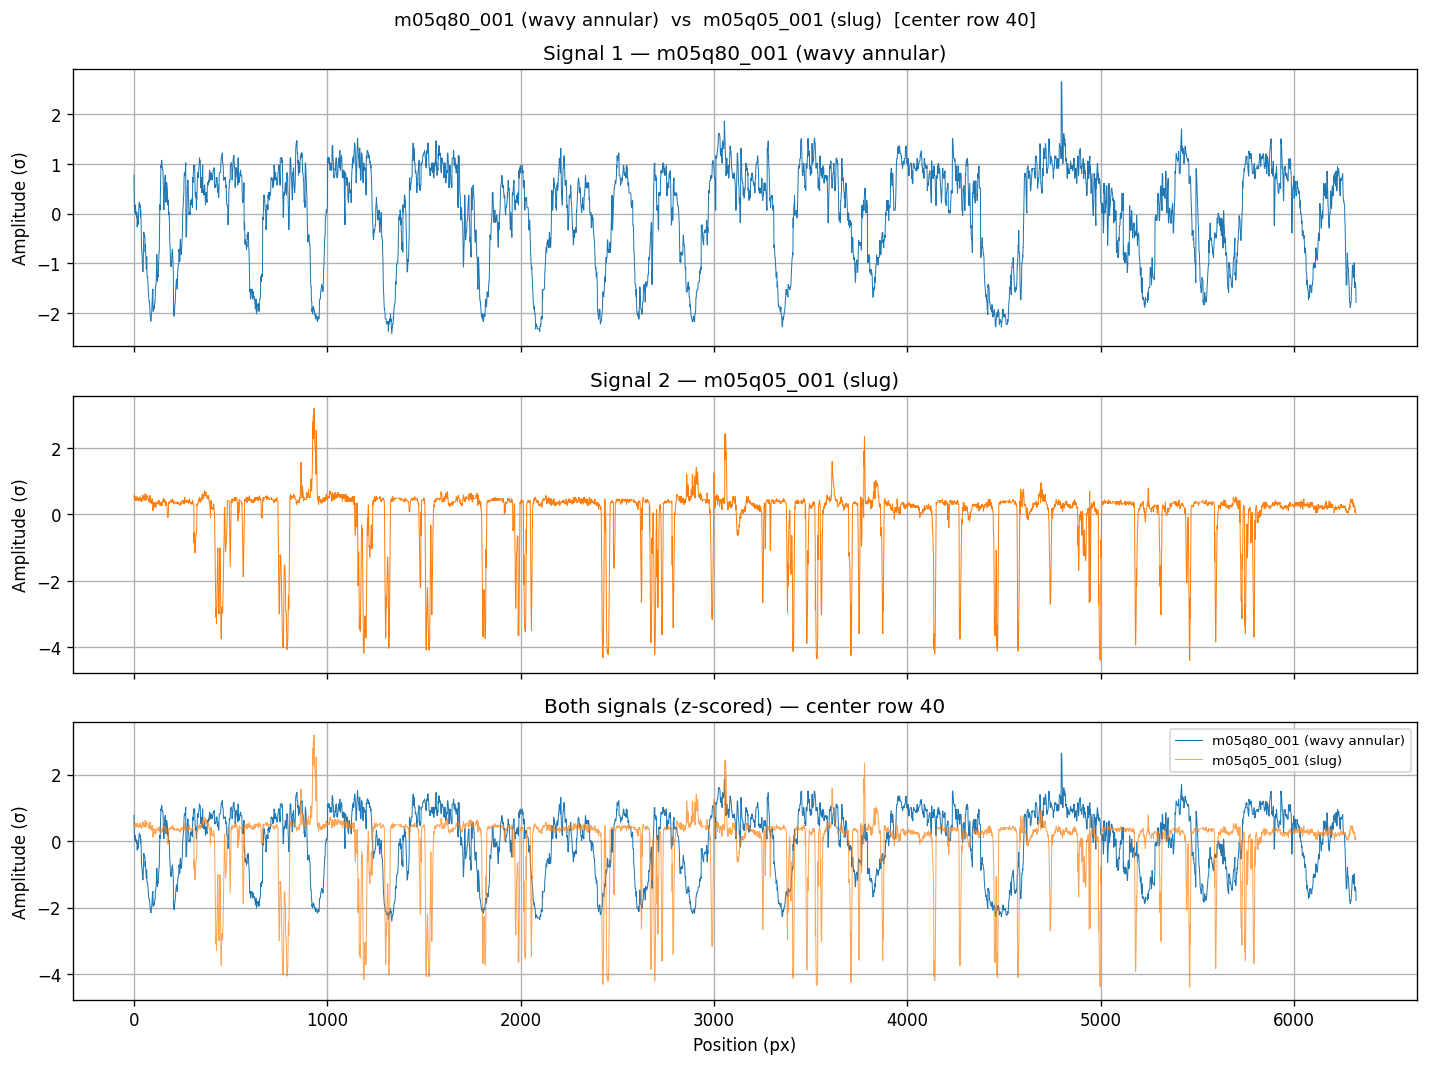 m05q80_001 (wavy annular)  vs  m05q05_001 (slug)  [center row 40]
Signal 1 — m05q80_001 (wavy annular)
Amplitude (σ)
2
1
0
−1
−2
Signal 2 — m05q05_001 (slug)
Amplitude (σ)
2
0
−2
−4
Both signals (z-scored) — center row 40
Amplitude (σ)
2
0
−2
−4
m05q80_001 (wavy annular)
m05q05_001 (slug)
0 1000 2000 3000 4000 5000 6000
Position (px)